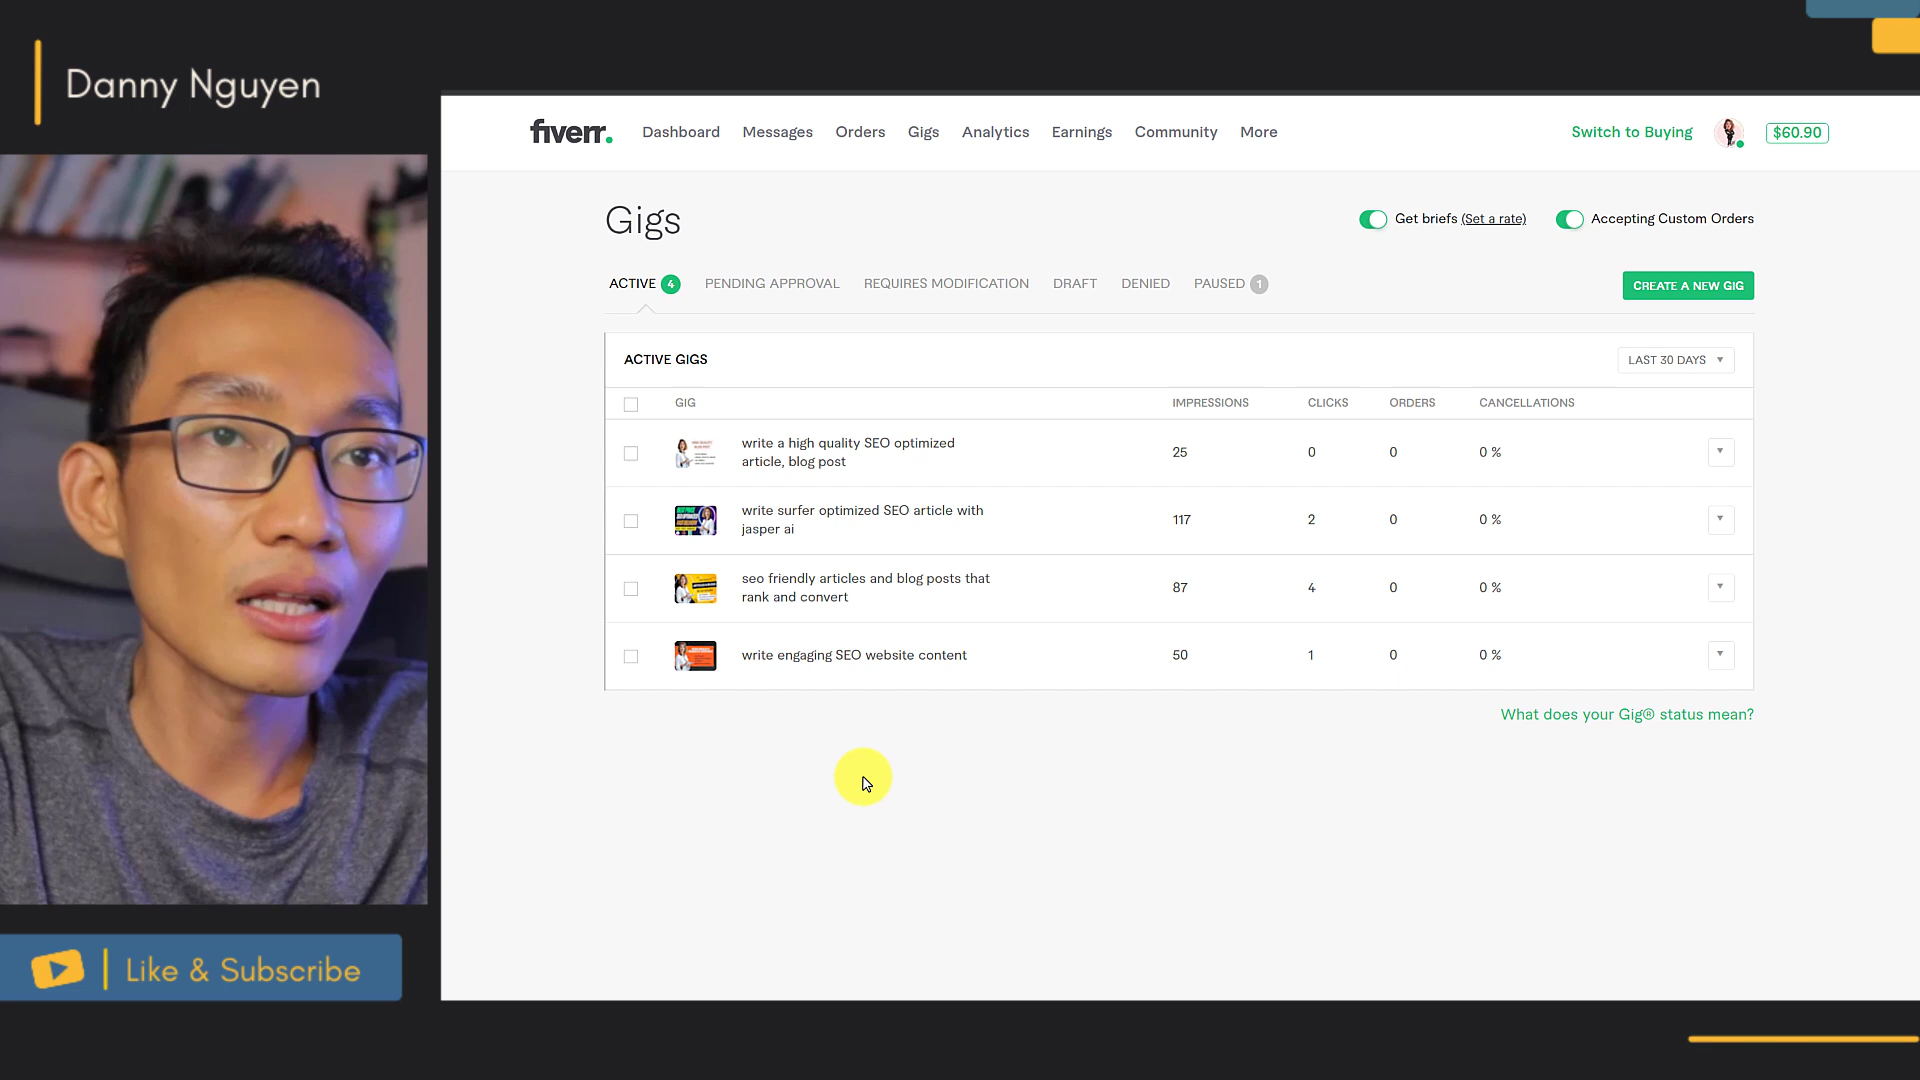 Danny Nguyen
fiverr. Dashboard Messages Orders Gigs Analytics Earnings Community More Switch to Buying $60.90
Gigs Get briefs (Set a rate) Accepting Custom Orders
ACTIVE 4 PENDING APPROVAL REQUIRES MODIFICATION DRAFT DENIED PAUSED 1 CREATE A NEW GIG
ACTIVE GIGS LAST 30 DAYS
GIG IMPRESSIONS CLICKS ORDERS CANCELLATIONS
write a high quality SEO optimized
article, blog post 25 0 0 0 %
write surfer optimized SEO article with
jasper ai 117 2 0 0 %
seo friendly articles and blog posts that
rank and convert 87 4 0 0 %
write engaging SEO website content 50 1 0 0 %
What does your Gig® status mean?
Like & Subscribe